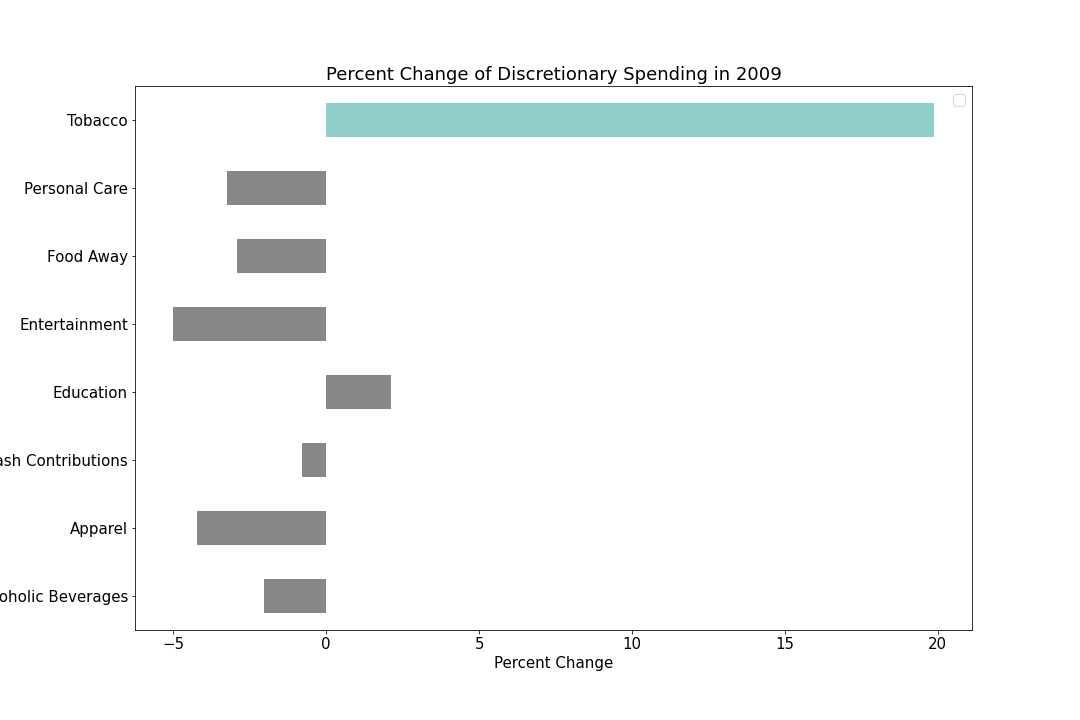 Percent Change of Discretionary Spending in 2009
Tobacco
Personal Care
Food Away
Entertainment
Education
ash Contributions
Apparel
oholic Beverages
−5 0 5 10 15 20
Percent Change